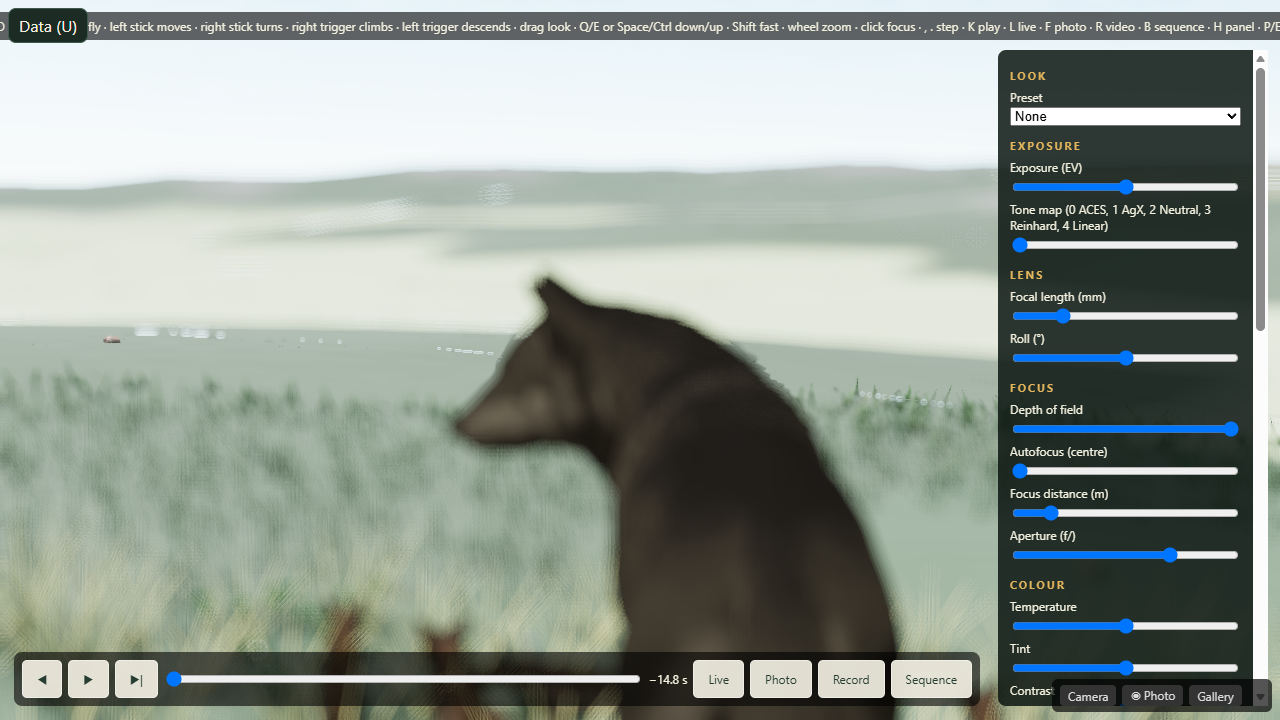 Data (U)
fly · left stick moves · right stick turns · right trigger climbs · left trigger descends · drag look · Q/E or Space/Ctrl down/up · Shift fast · wheel zoom · click focus · , . step · K play · L live · F photo · R video · B sequence · H panel · P/E
LOOK
Preset
None
EXPOSURE
Exposure (EV)
Tone map (0 ACES, 1 AgX, 2 Neutral, 3
Reinhard, 4 Linear)
LENS
Focal length (mm)
Roll (°)
FOCUS
Depth of field
Autofocus (centre)
Focus distance (m)
Aperture (f/)
COLOUR
Temperature
Tint
Contrast
−14.8 s
Live
Photo
Record
Sequence
Camera
◉ Photo
Gallery